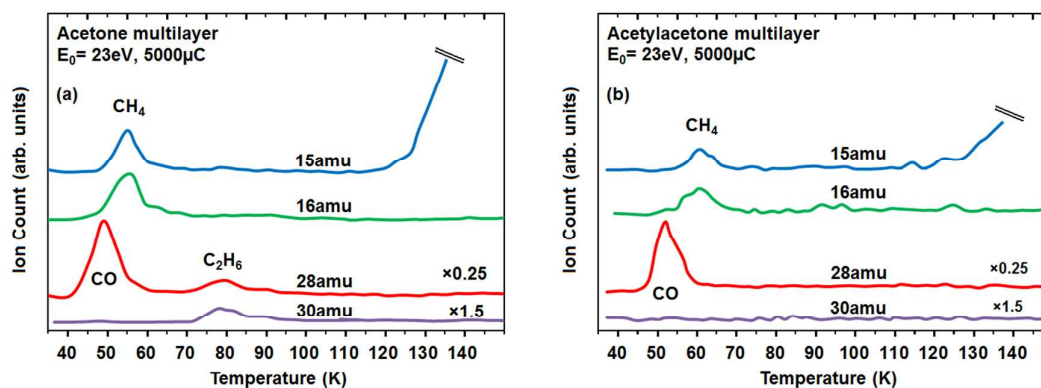 Acetone multilayer
E₀= 23eV, 5000µC
(a)
CH₄
15amu
16amu
CO
C₂H₆
28amu
×0.25
30amu
×1.5
Ion Count (arb. units)
40 50 60 70 80 90 100 110 120 130 140
Temperature (K)
Acetylacetone multilayer
E₀= 23eV, 5000µC
(b)
CH₄
15amu
16amu
CO
28amu
×0.25
30amu
×1.5
Ion Count (arb. units)
40 50 60 70 80 90 100 110 120 130 140
Temperature (K)